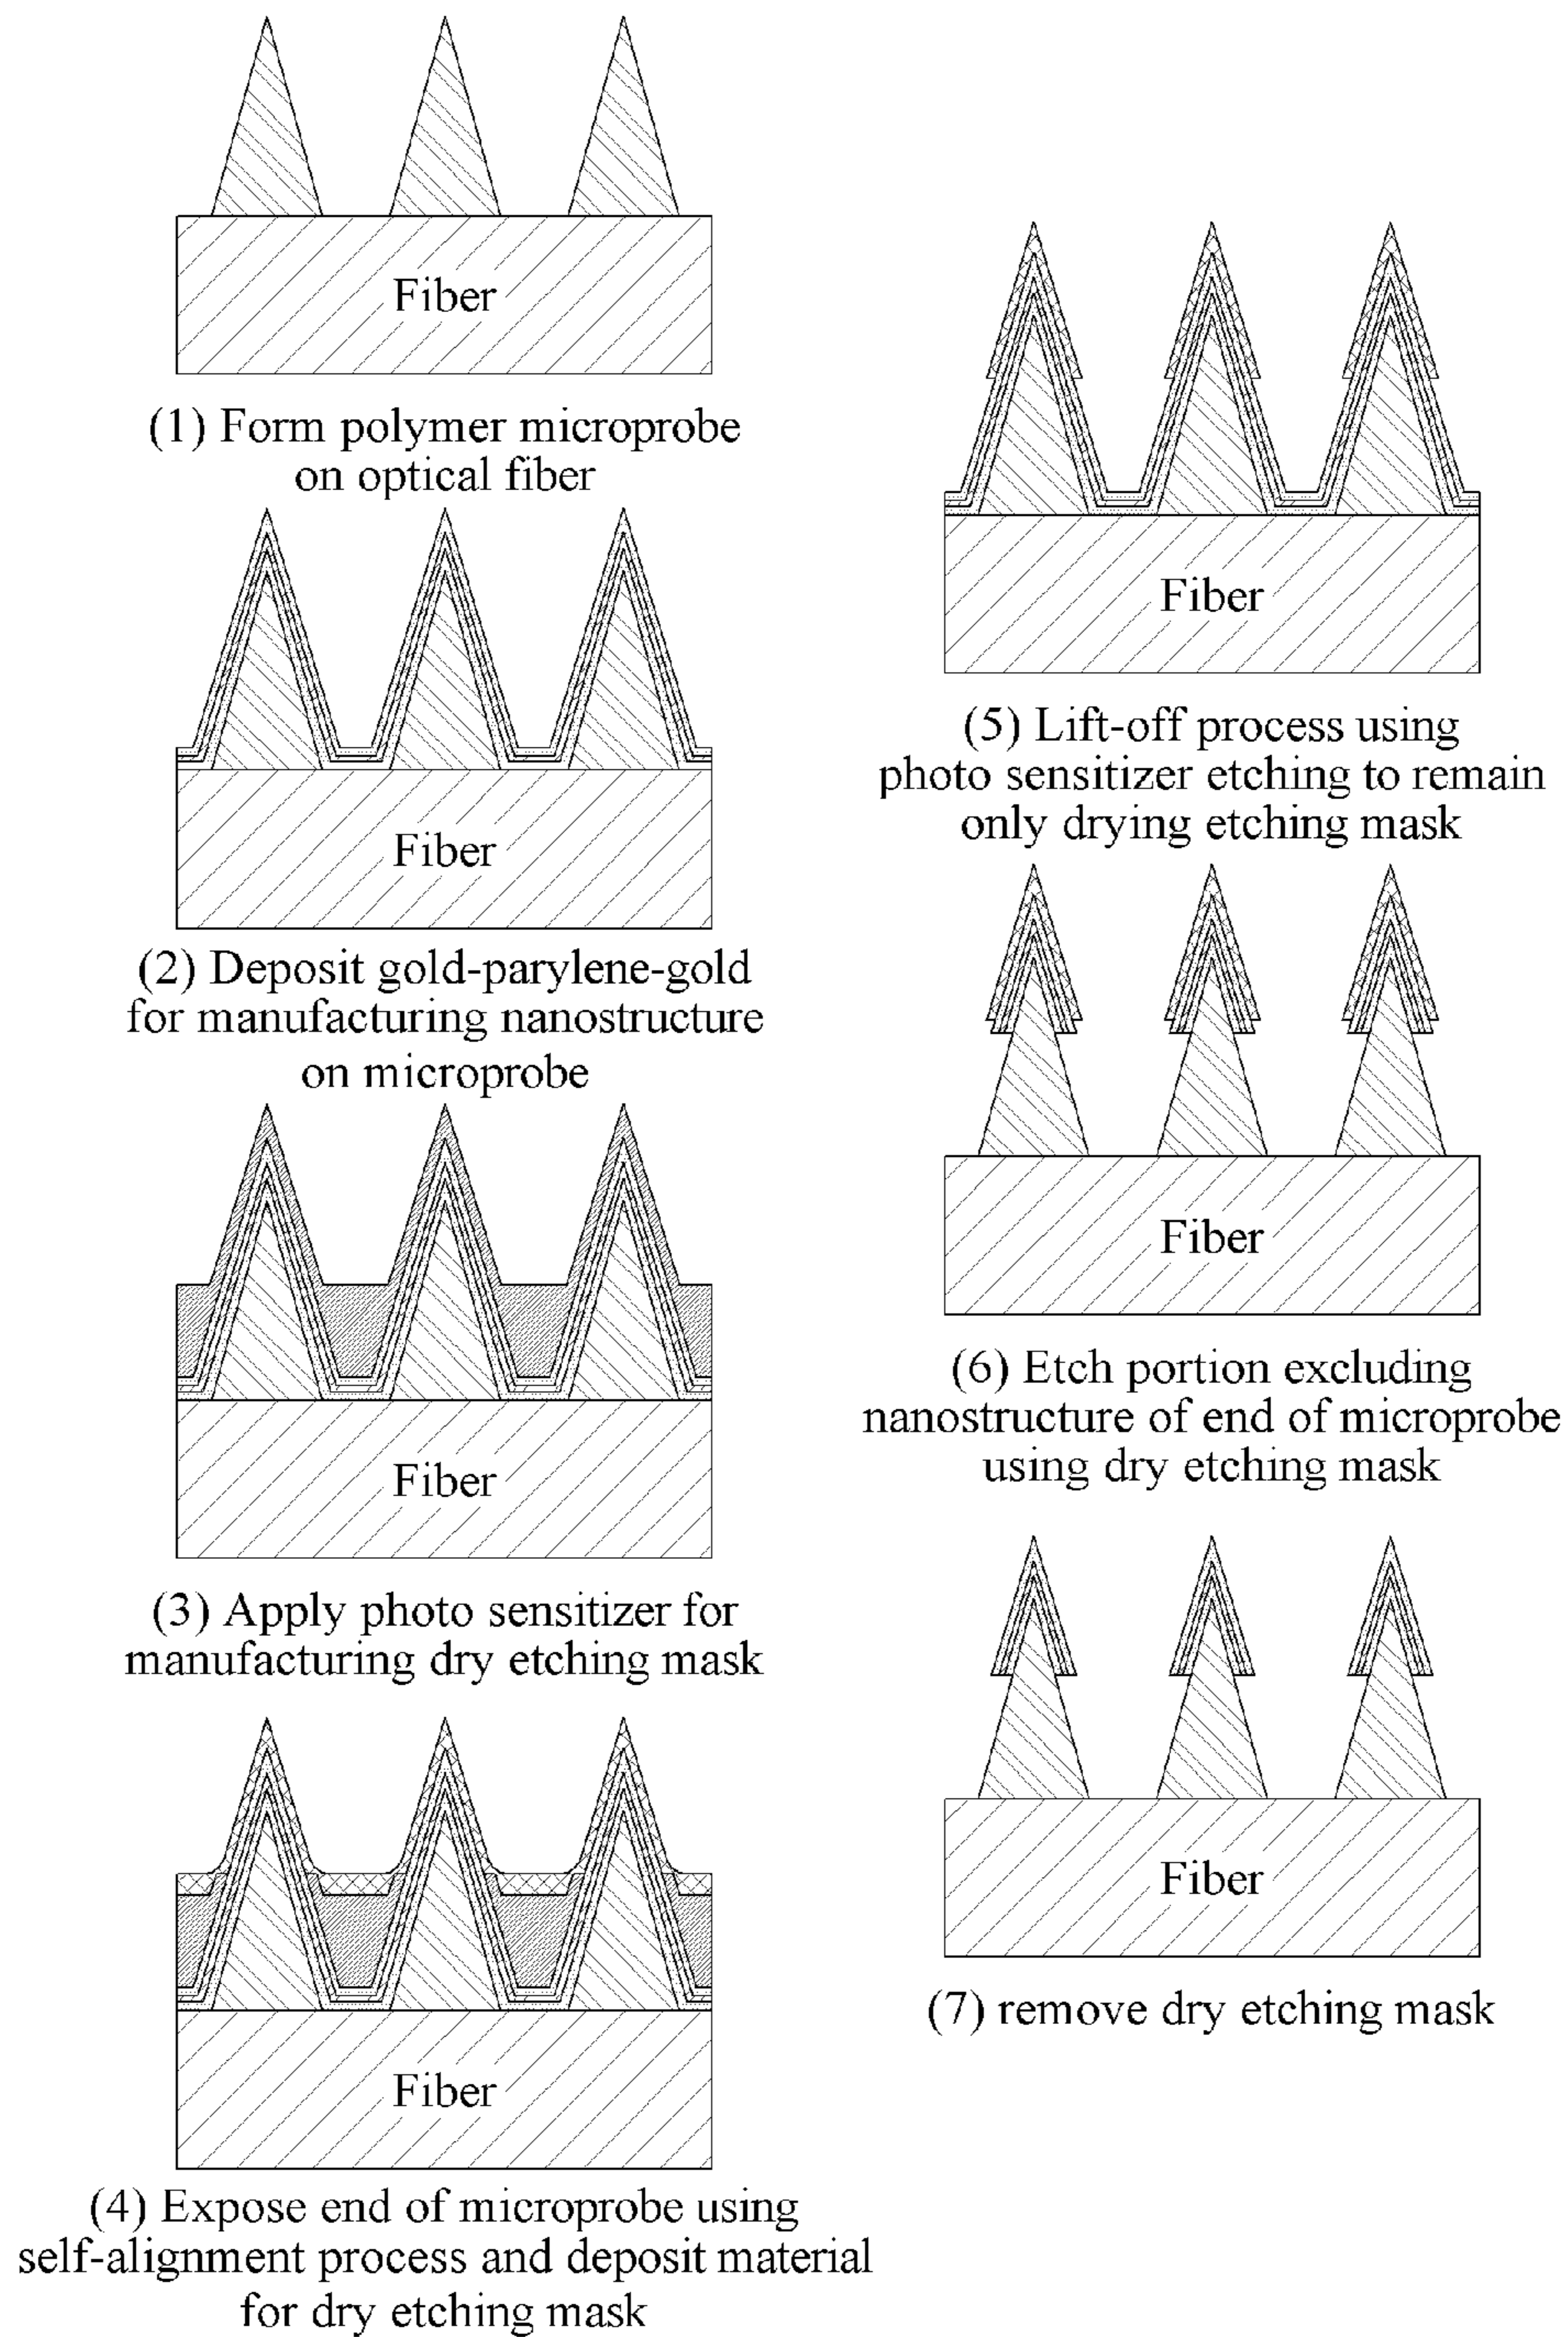 Fiber
(1) Form polymer microprobe
on optical fiber
Fiber
(2) Deposit gold-parylene-gold
for manufacturing nanostructure
on microprobe
Fiber
(3) Apply photo sensitizer for
manufacturing dry etching mask
Fiber
(4) Expose end of microprobe using
self-alignment process and deposit material
for dry etching mask
Fiber
(5) Lift-off process using
photo sensitizer etching to remain
only drying etching mask
Fiber
(6) Etch portion excluding
nanostructure of end of microprobe
using dry etching mask
Fiber
(7) remove dry etching mask